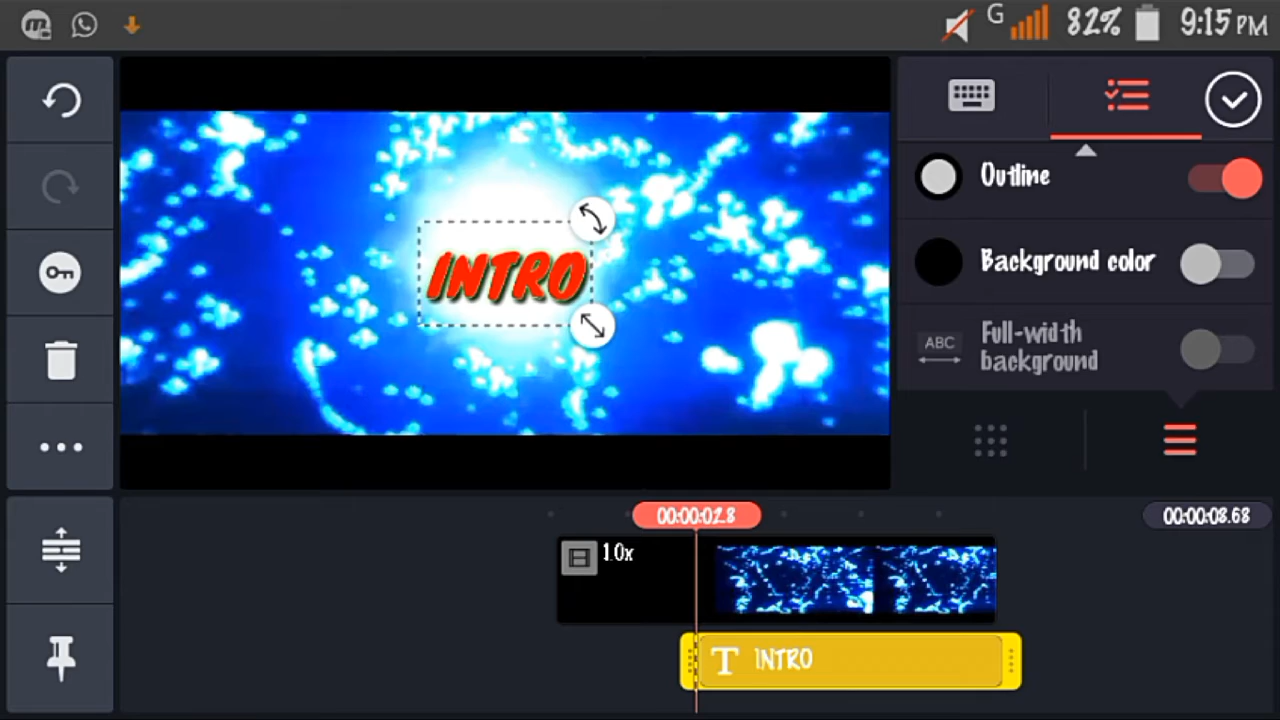 G 82% 9:15 PM
Outline
INTRO
Background color
ABC
Full-width
background
00:00:02.8
00:00:08.68
1.0x
T INTRO